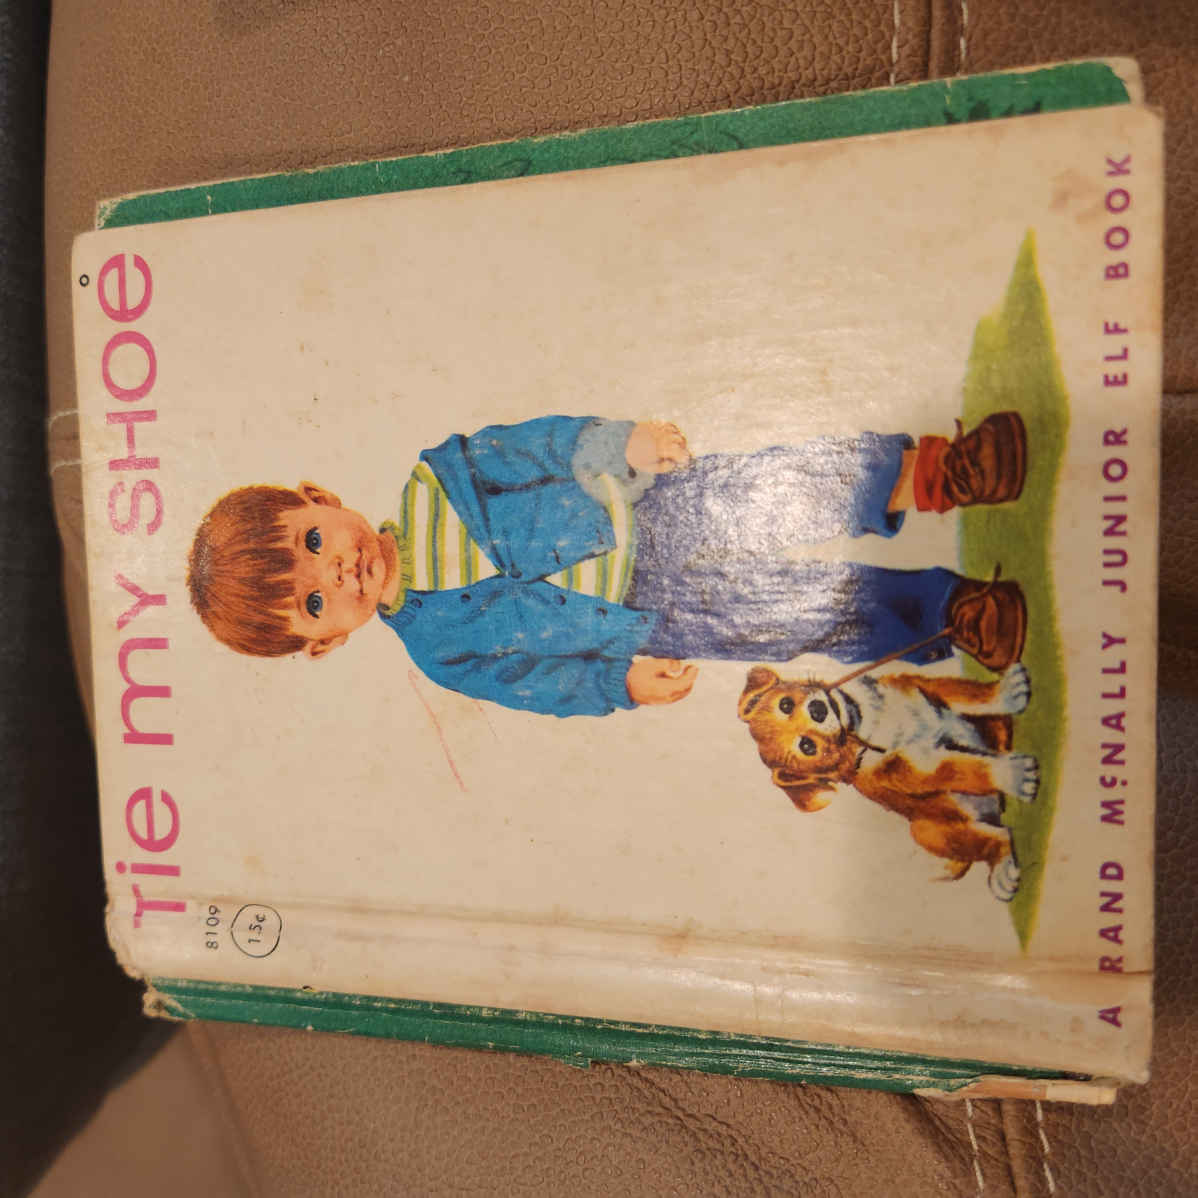 TIE MY SHOE
8109
15¢
A RAND McNALLY JUNIOR ELF BOOK